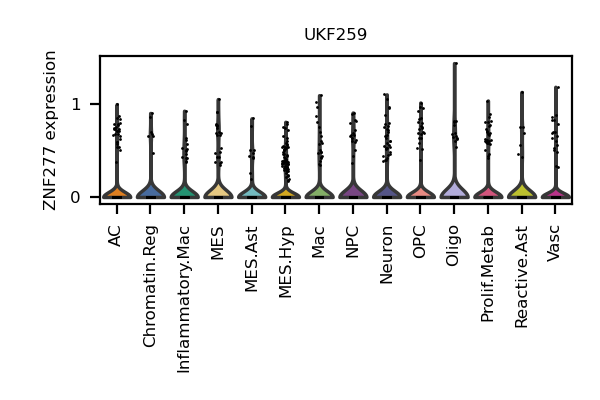 UKF259
ZNF277 expression
1
0
AC
Chromatin.Reg
Inflammatory.Mac
MES
MES.Ast
MES.Hyp
Mac
NPC
Neuron
OPC
Oligo
Prolif.Metab
Reactive.Ast
Vasc